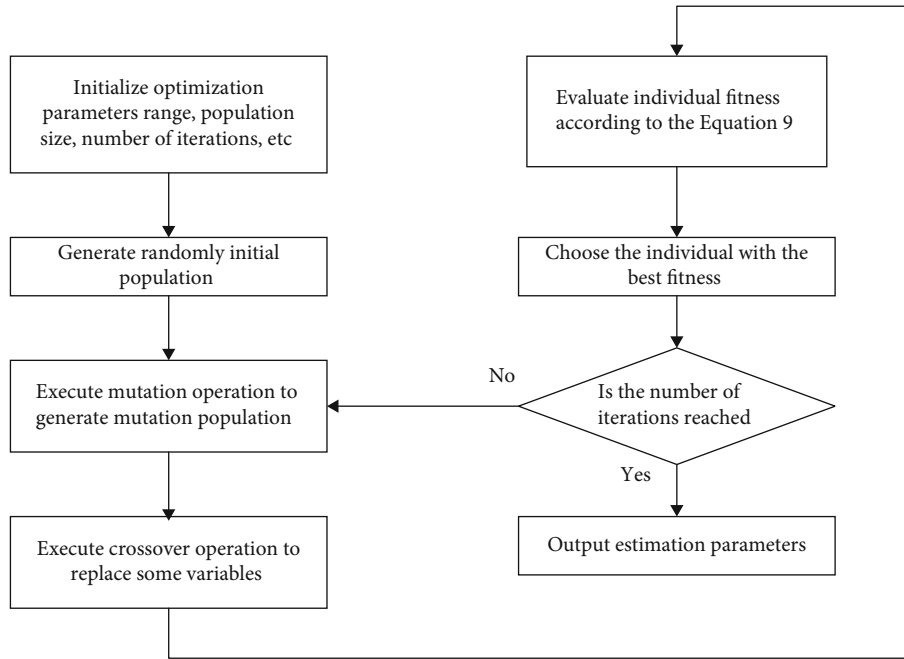 Initialize optimization
parameters range, population
size, number of iterations, etc
Generate randomly initial
population
Execute mutation operation to
generate mutation population
Execute crossover operation to
replace some variables
Evaluate individual fitness
according to the Equation 9
Choose the individual with the
best fitness
Is the number of
iterations reached
No
Yes
Output estimation parameters